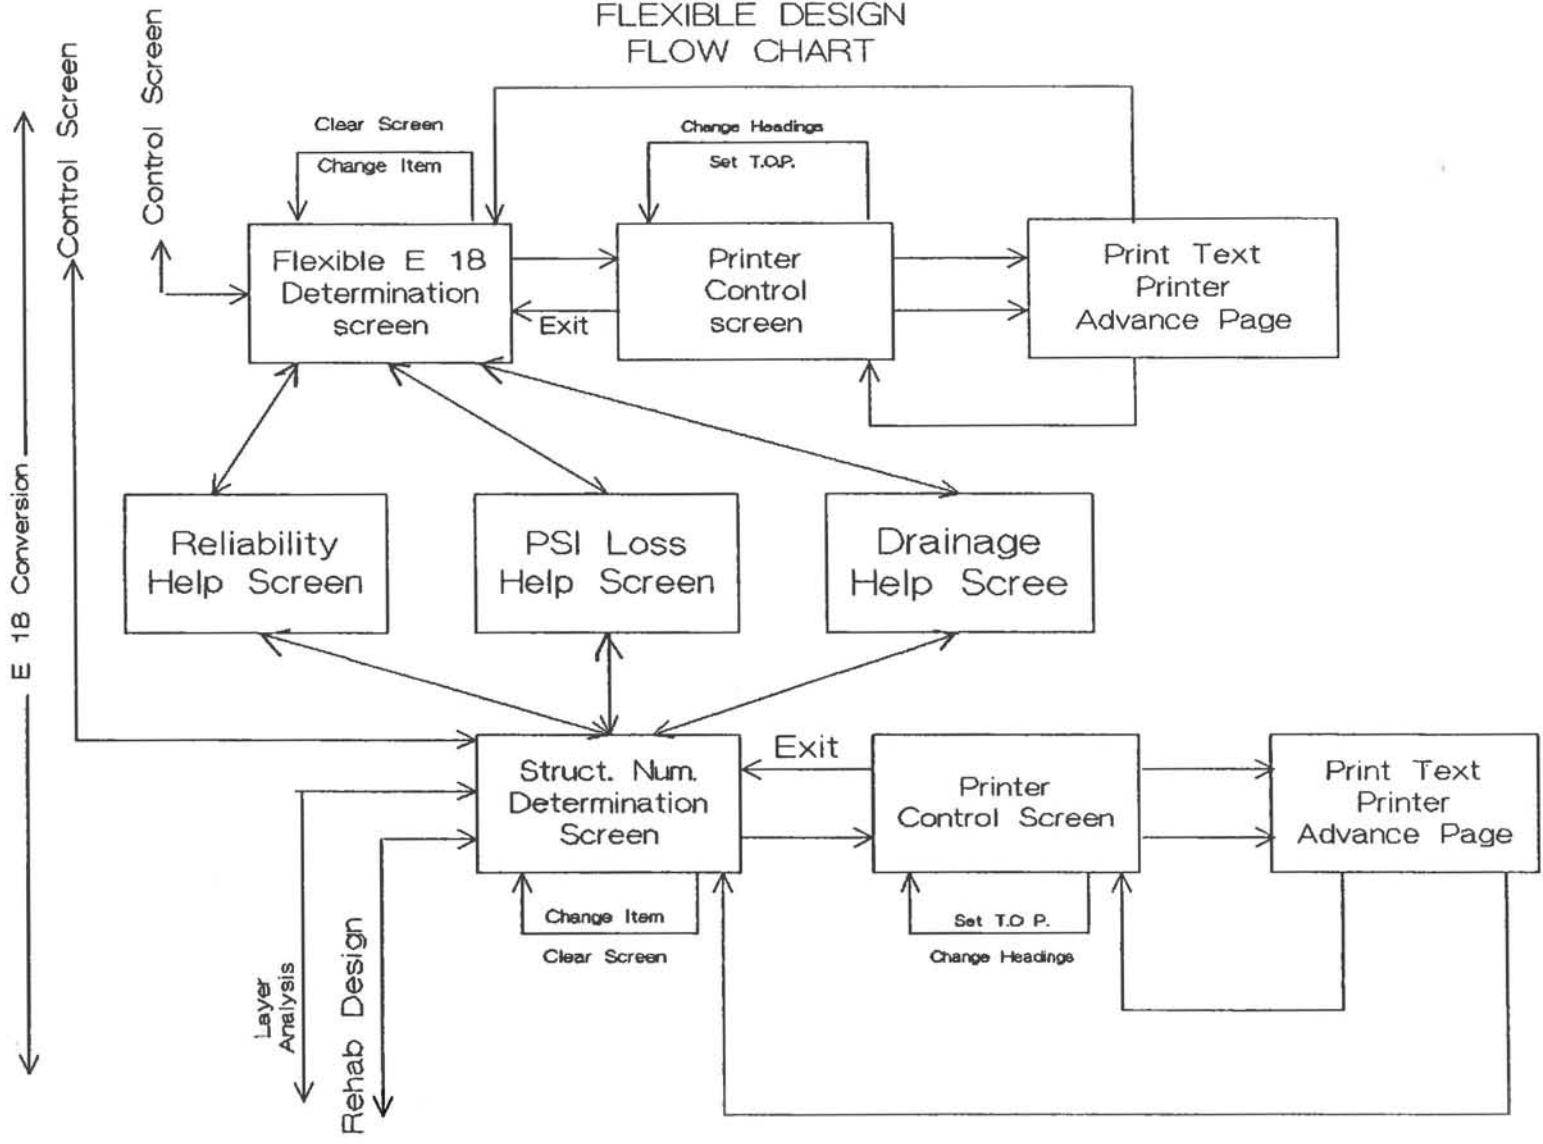 FLEXIBLE DESIGN
FLOW CHART
Control Screen
Control Screen
E 18 Conversion
Clear Screen
Change Item
Change Headings
Set T.O.P.
Flexible E 18
Determination
screen
Printer
Control
screen
Print Text
Printer
Advance Page
Exit
Reliability
Help Screen
PSI Loss
Help Screen
Drainage
Help Scree
Struct. Num.
Determination
Screen
Exit
Printer
Control Screen
Print Text
Printer
Advance Page
Change Item
Clear Screen
Set T.O P.
Change Headings
Layer
Analysis
Rehab Design